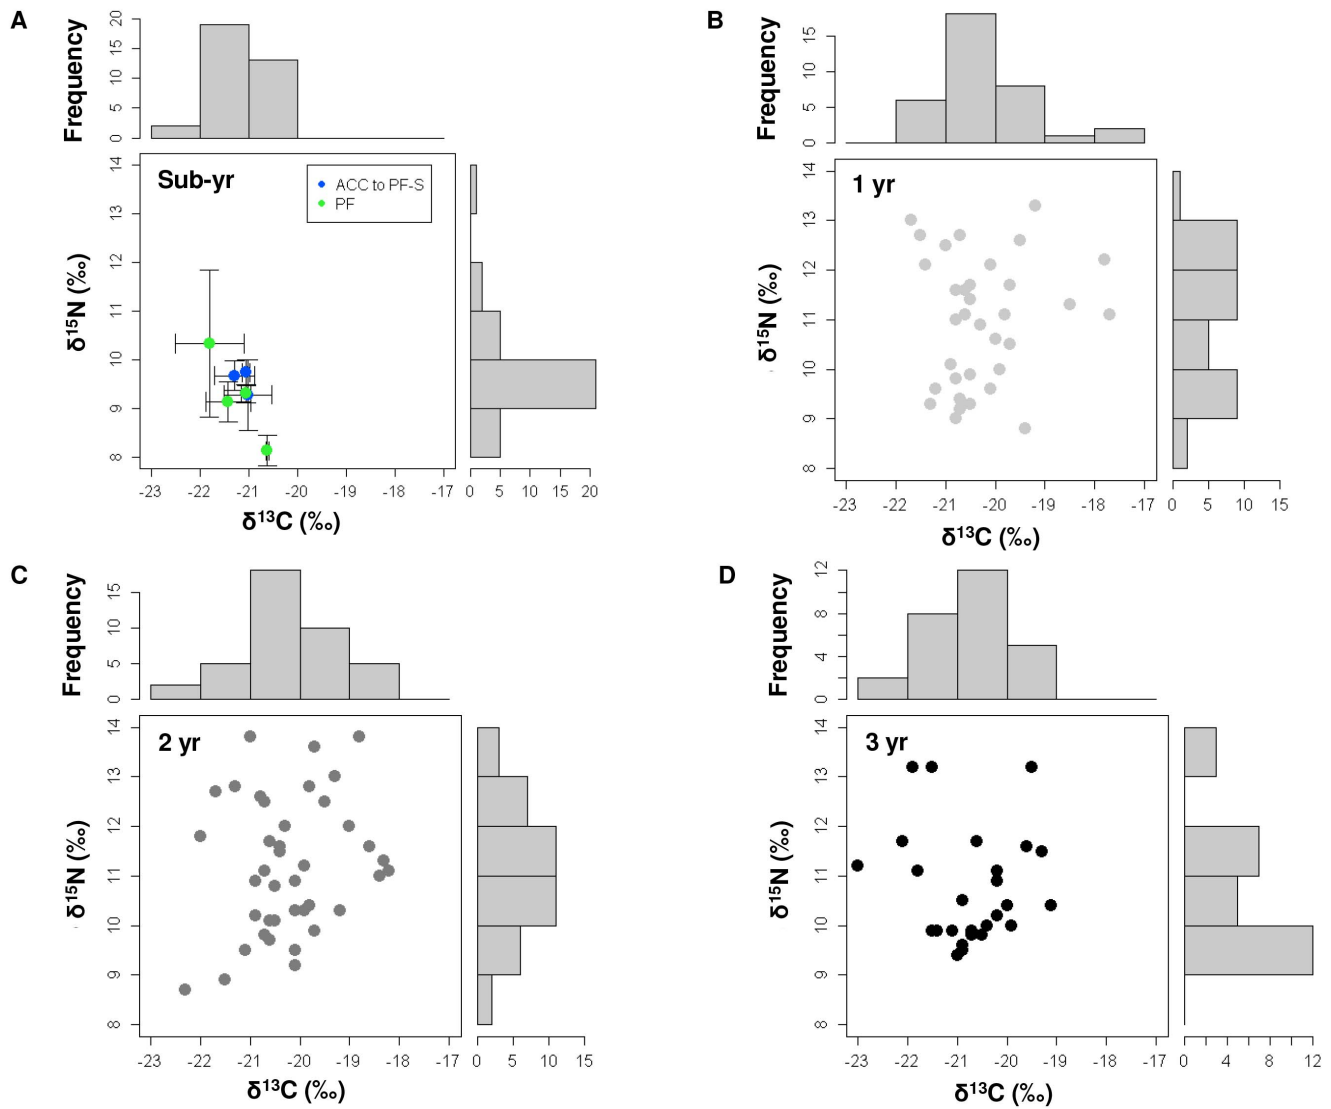 A
Frequency
0 5 10 15 20
Sub-yr
ACC to PF-S
PF
δ15N (‰)
8 9 10 11 12 13 14
-23 -22 -21 -20 -19 -18 -17
0 5 10 15 20
δ13C (‰)
B
Frequency
0 5 10 15
1 yr
δ15N (‰)
8 9 10 11 12 13 14
-23 -22 -21 -20 -19 -18 -17
0 5 10 15
δ13C (‰)
C
Frequency
0 5 10 15
2 yr
δ15N (‰)
8 9 10 11 12 13 14
-23 -22 -21 -20 -19 -18 -17
0 5 10 15
δ13C (‰)
D
Frequency
0 4 8 12
3 yr
δ15N (‰)
8 9 10 11 12 13 14
-23 -22 -21 -20 -19 -18 -17
0 4 8 12
δ13C (‰)